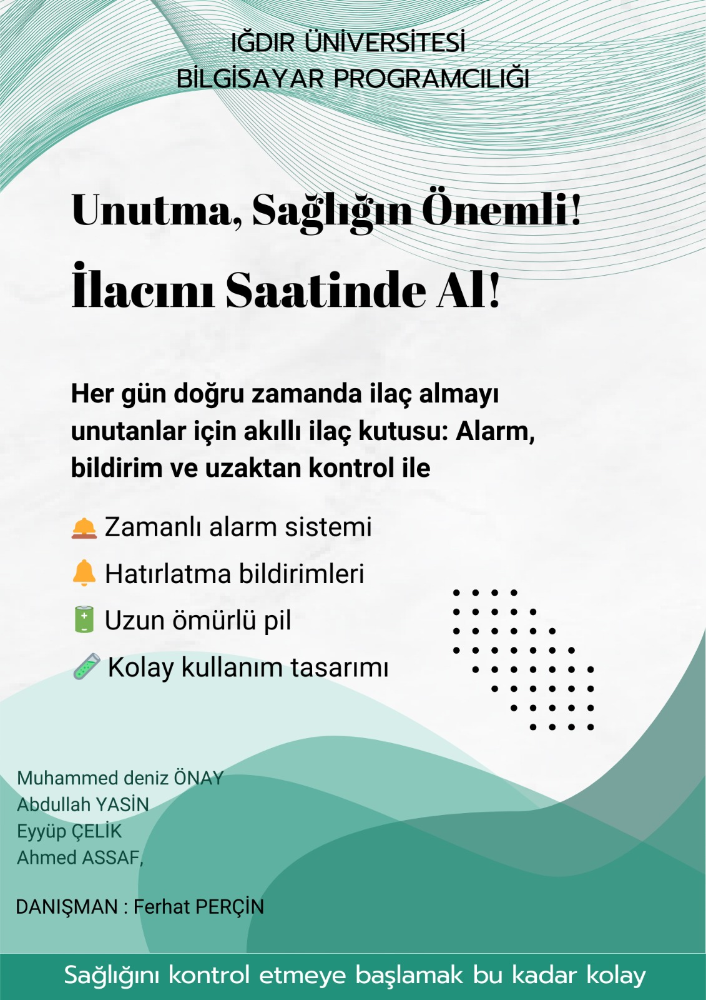 IĞDIR ÜNİVERSİTESİ
BİLGİSAYAR PROGRAMCILIĞI
Unutma, Sağlığın Önemli!
İlacını Saatinde Al!
Her gün doğru zamanda ilaç almayı
unutanlar için akıllı ilaç kutusu: Alarm,
bildirim ve uzaktan kontrol ile
Zamanlı alarm sistemi
Hatırlatma bildirimleri
Uzun ömürlü pil
Kolay kullanım tasarımı
Muhammed deniz ÖNAY
Abdullah YASİN
Eyyüp ÇELİK
Ahmed ASSAF,
DANIŞMAN : Ferhat PERÇİN
Sağlığını kontrol etmeye başlamak bu kadar kolay